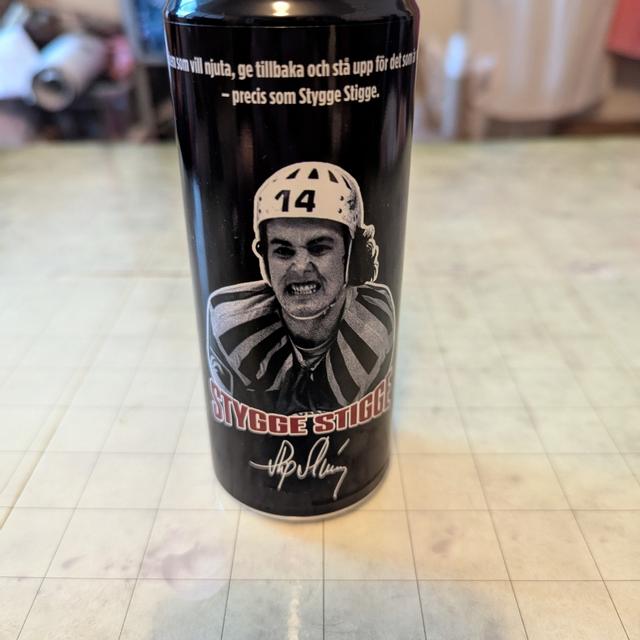 som vill njuta, ge tillbaka och stå upp för det som
– precis som Stygge Stigge.
14
STYGGE STIGGE